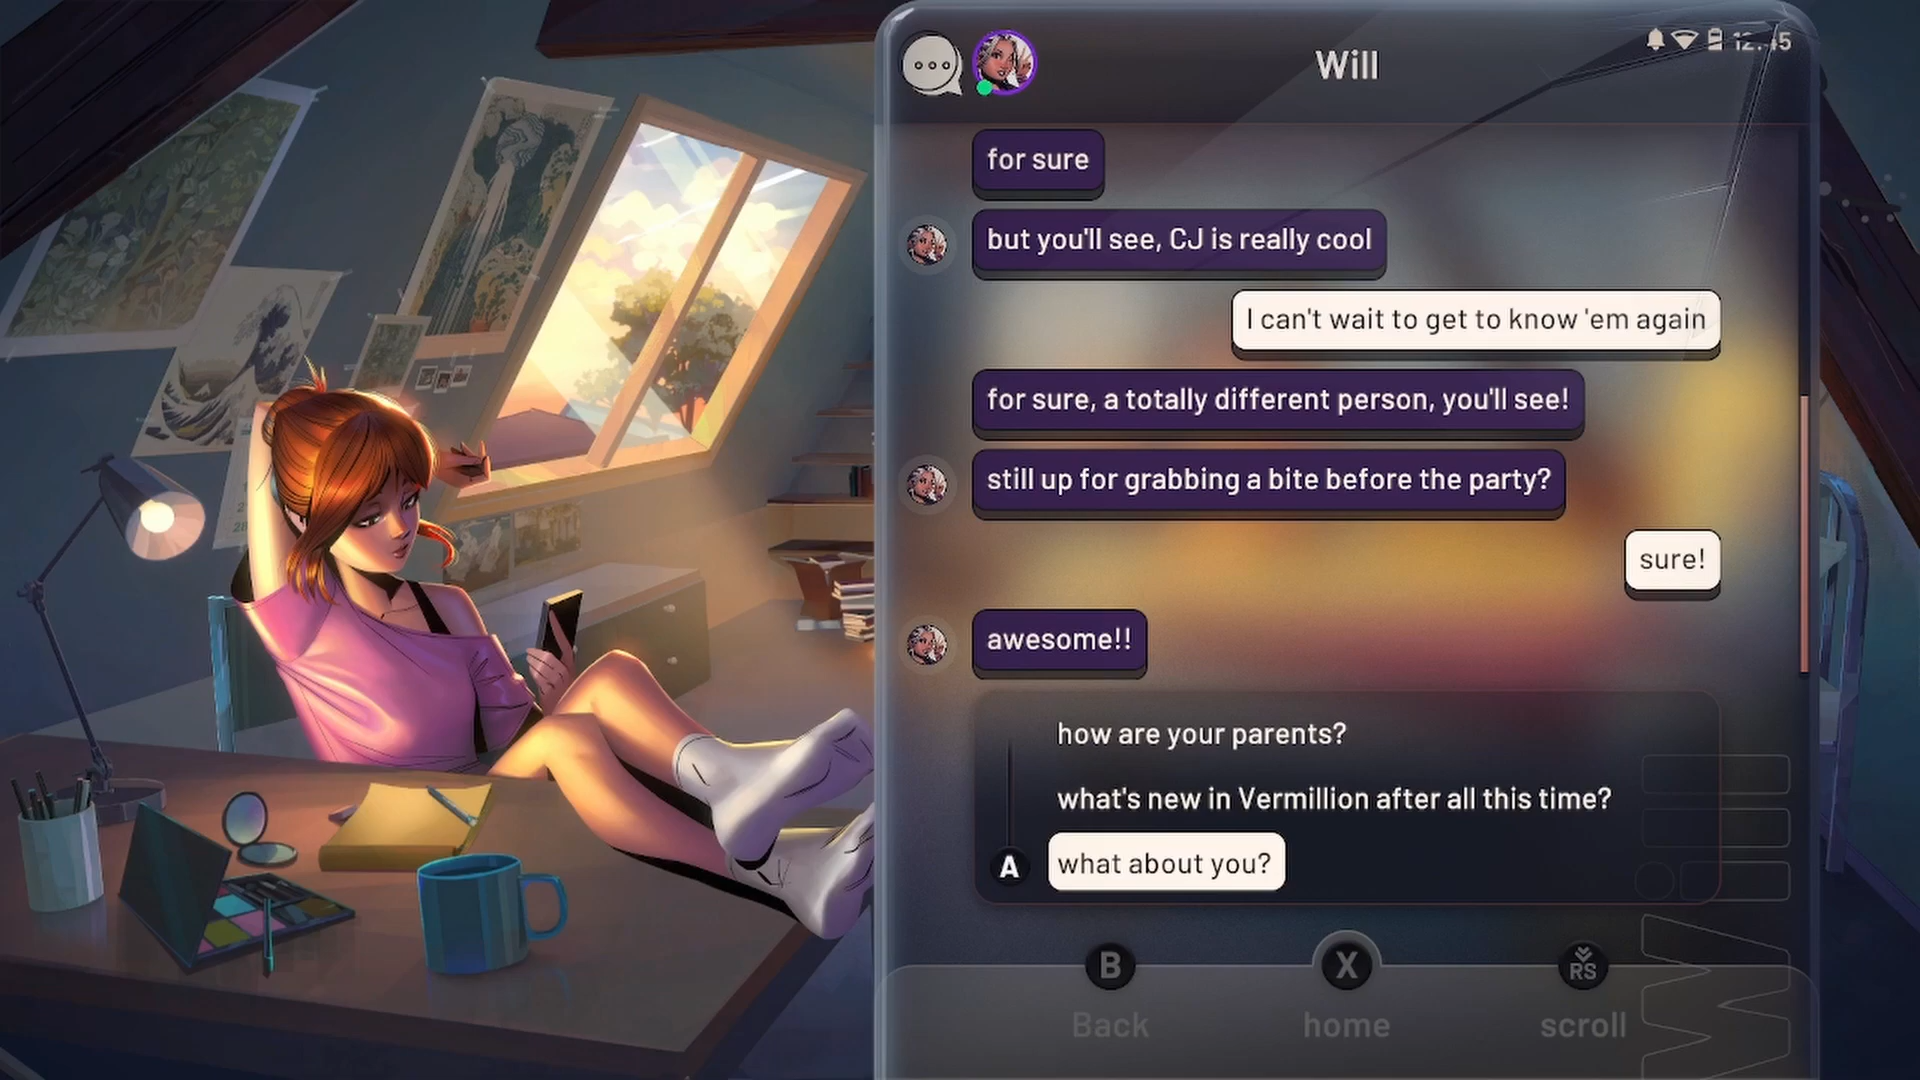 Will
for sure
but you'll see, CJ is really cool
I can't wait to get to know 'em again
for sure, a totally different person, you'll see!
still up for grabbing a bite before the party?
sure!
awesome!!
how are your parents?
what's new in Vermillion after all this time?
A what about you?
B
X
RS
Back
home
scroll
Will